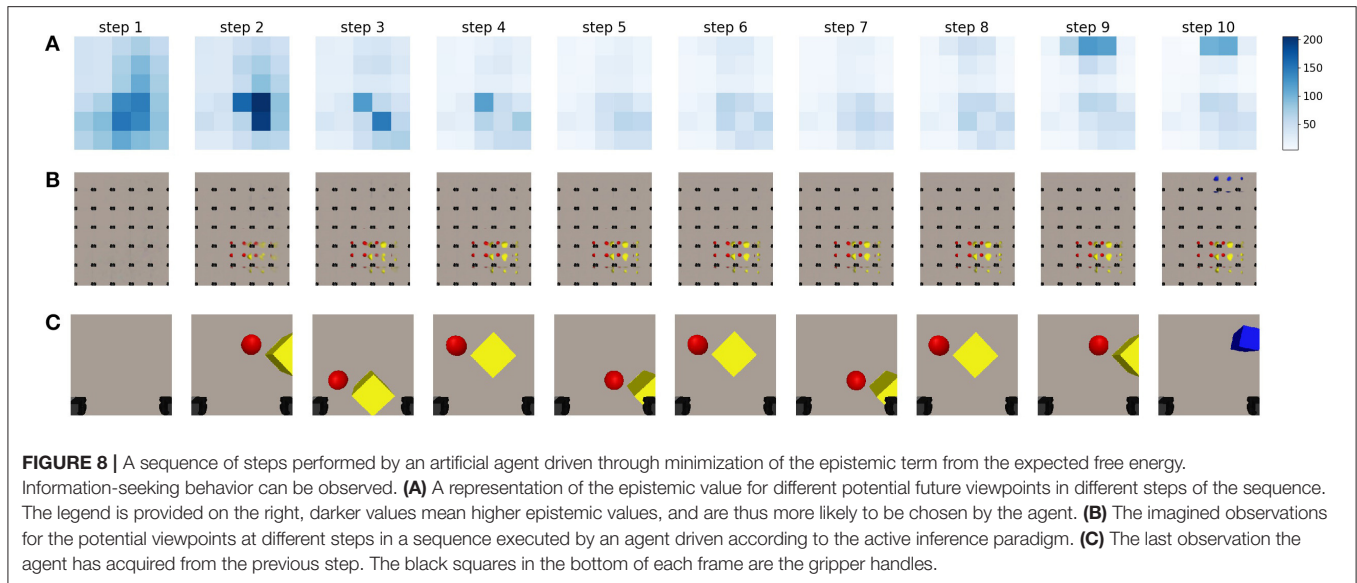 step 1 step 2 step 3 step 4 step 5 step 6 step 7 step 8 step 9 step 10
A
200
150
100
50
B
C
FIGURE 8 | A sequence of steps performed by an artificial agent driven through minimization of the epistemic term from the expected free energy.
Information-seeking behavior can be observed. (A) A representation of the epistemic value for different potential future viewpoints in different steps of the sequence.
The legend is provided on the right, darker values mean higher epistemic values, and are thus more likely to be chosen by the agent. (B) The imagined observations
for the potential viewpoints at different steps in a sequence executed by an agent driven according to the active inference paradigm. (C) The last observation the
agent has acquired from the previous step. The black squares in the bottom of each frame are the gripper handles.